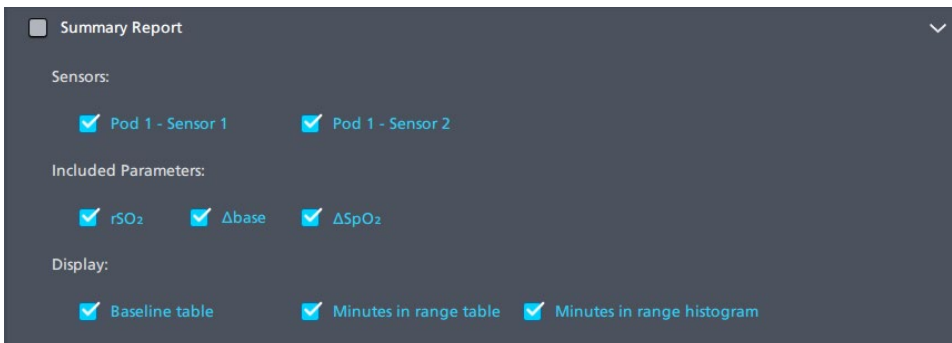 Summary Report
Sensors:
Pod 1 - Sensor 1 Pod 1 - Sensor 2
Included Parameters:
rSO₂ Δbase ΔSpO₂
Display:
Baseline table Minutes in range table Minutes in range histogram